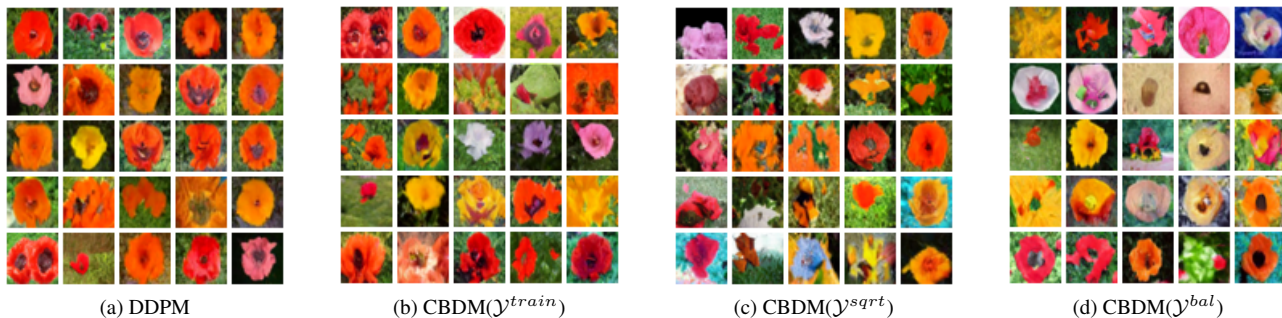 (a) DDPM
(b) CBDM(𝒴^{train})
(c) CBDM(𝒴^{sqrt})
(d) CBDM(𝒴^{bal})